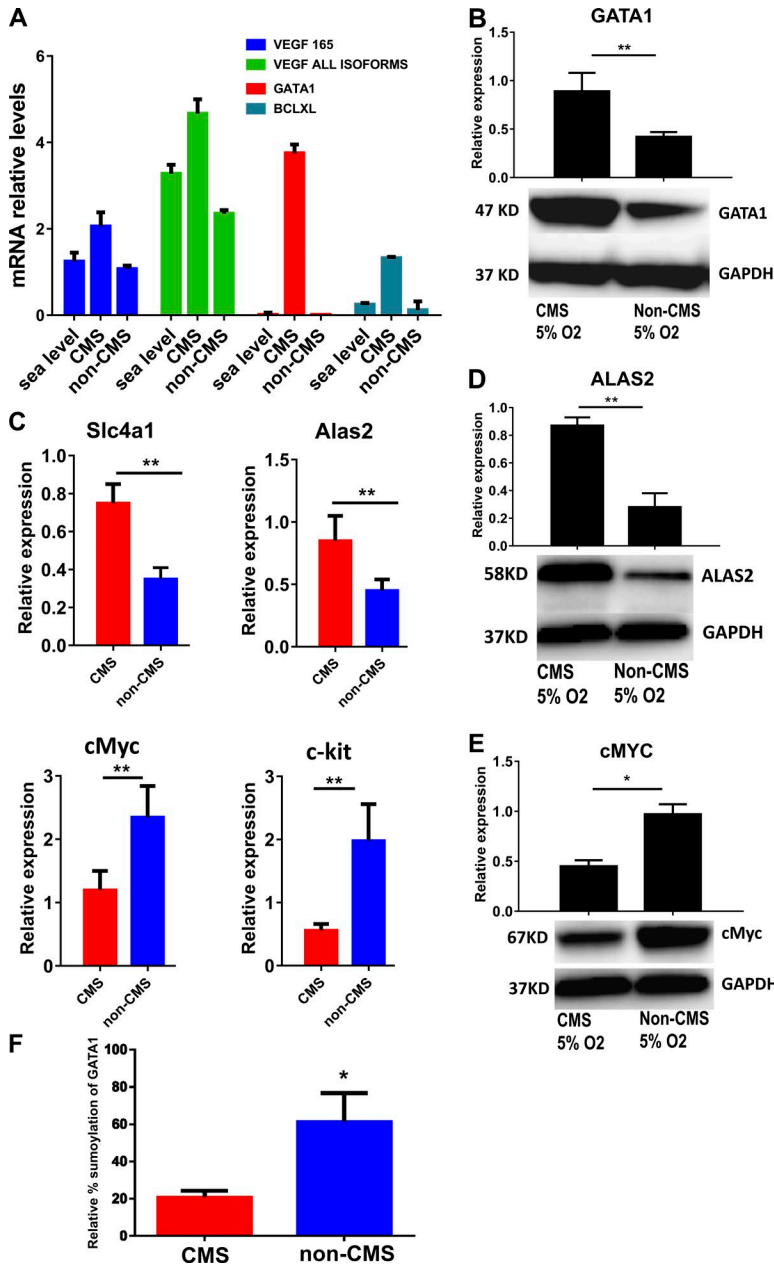 A
VEGF 165
VEGF ALL ISOFORMS
GATA1
BCLXL
mRNA relative levels
6
4
2
0
sea level
CMS
non-CMS
sea level
CMS
non-CMS
sea level
CMS
non-CMS
sea level
CMS
non-CMS
B
GATA1
Relative expression
1.5
1.0
0.5
0.0
**
47 KD
GATA1
37 KD
GAPDH
CMS
5% O2
Non-CMS
5% O2
C
Slc4a1
Relative expression
1.0
0.8
0.6
0.4
0.2
0.0
**
CMS
non-CMS
Alas2
Relative expression
1.5
1.0
0.5
0.0
**
CMS
non-CMS
cMyc
Relative expression
3
2
1
0
**
CMS
non-CMS
c-kit
Relative expression
3
2
1
0
**
CMS
non-CMS
D
ALAS2
Relative expression
1.0
0.8
0.6
0.4
0.2
0.0
**
58KD
ALAS2
37KD
GAPDH
CMS
5% O2
Non-CMS
5% O2
E
cMYC
Relative expression
1.5
1.0
0.5
0.0
*
67KD
cMyc
37KD
GAPDH
CMS
5% O2
Non-CMS
5% O2
F
Relative % sumoylation of GATA1
100
80
60
40
20
0
*
CMS
non-CMS